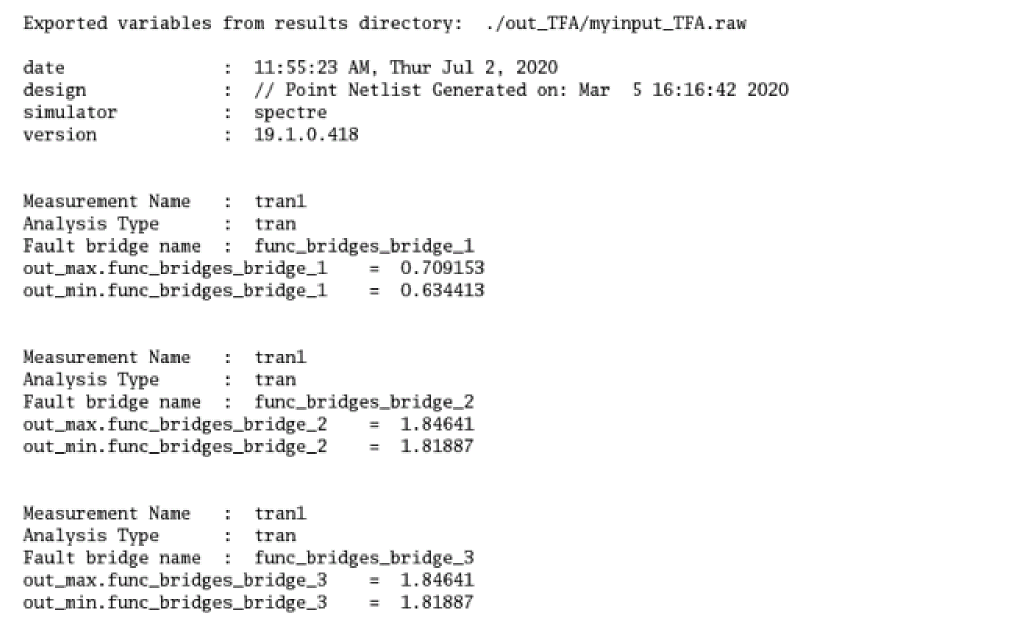 Exported variables from results directory:  ./out_TFA/myinput_TFA.raw
date : 11:55:23 AM, Thur Jul 2, 2020
design : // Point Netlist Generated on: Mar  5 16:16:42 2020
simulator : spectre
version : 19.1.0.418
Measurement Name : tran1
Analysis Type : tran
Fault bridge name : func_bridges_bridge_1
out_max.func_bridges_bridge_1 = 0.709153
out_min.func_bridges_bridge_1 = 0.634413
Measurement Name : tran1
Analysis Type : tran
Fault bridge name : func_bridges_bridge_2
out_max.func_bridges_bridge_2 = 1.84641
out_min.func_bridges_bridge_2 = 1.81887
Measurement Name : tran1
Analysis Type : tran
Fault bridge name : func_bridges_bridge_3
out_max.func_bridges_bridge_3 = 1.84641
out_min.func_bridges_bridge_3 = 1.81887